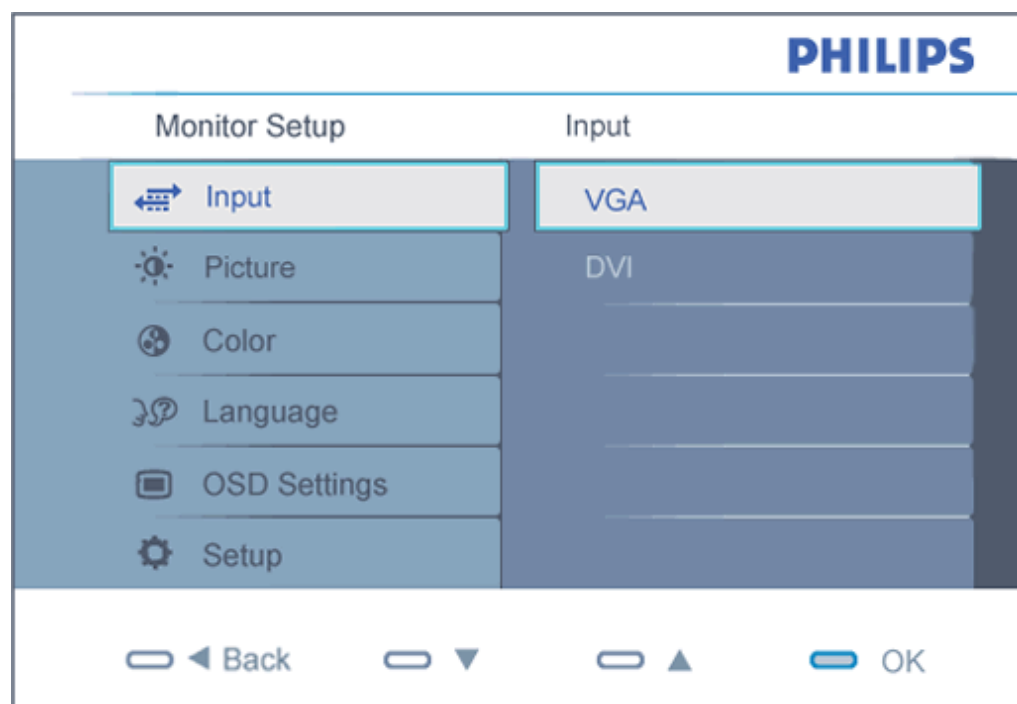 PHILIPS
Monitor Setup Input
Input VGA
Picture DVI
Color
Language
OSD Settings
Setup
Back OK